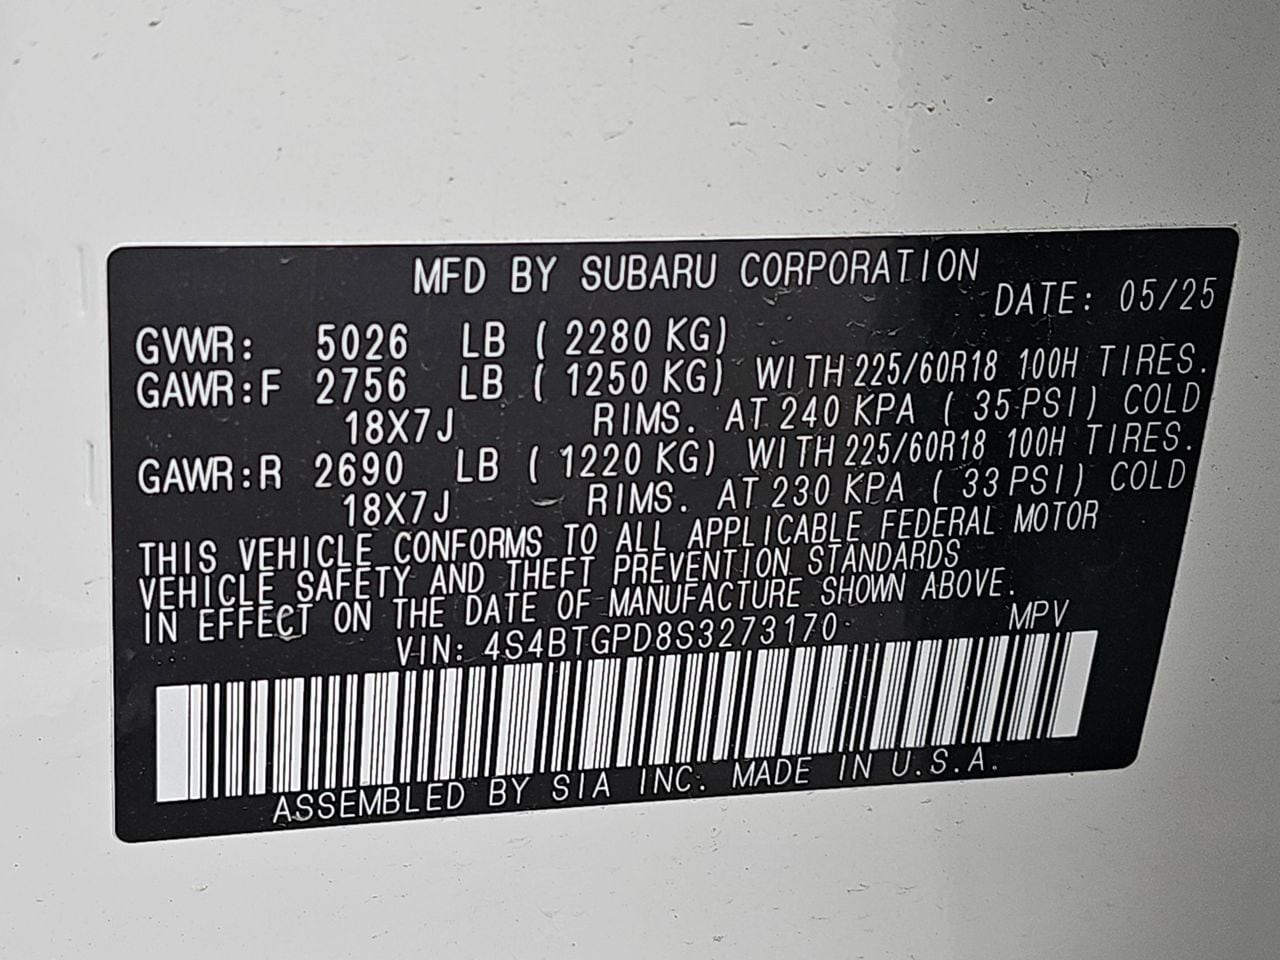 MFD BY SUBARU CORPORATION
DATE: 05/25
GVWR: 5026 LB ( 2280 KG)
GAWR:F 2756 LB ( 1250 KG) WITH 225/60R18 100H TIRES.
18X7J RIMS. AT 240 KPA ( 35 PSI) COLD
GAWR:R 2690 LB ( 1220 KG) WITH 225/60R18 100H TIRES.
18X7J RIMS. AT 230 KPA ( 33 PSI) COLD
THIS VEHICLE CONFORMS TO ALL APPLICABLE FEDERAL MOTOR
VEHICLE SAFETY AND THEFT PREVENTION STANDARDS
IN EFFECT ON THE DATE OF MANUFACTURE SHOWN ABOVE.
VIN: 4S4BTGPD8S3273170 MPV
ASSEMBLED BY SIA INC. MADE IN U.S.A.